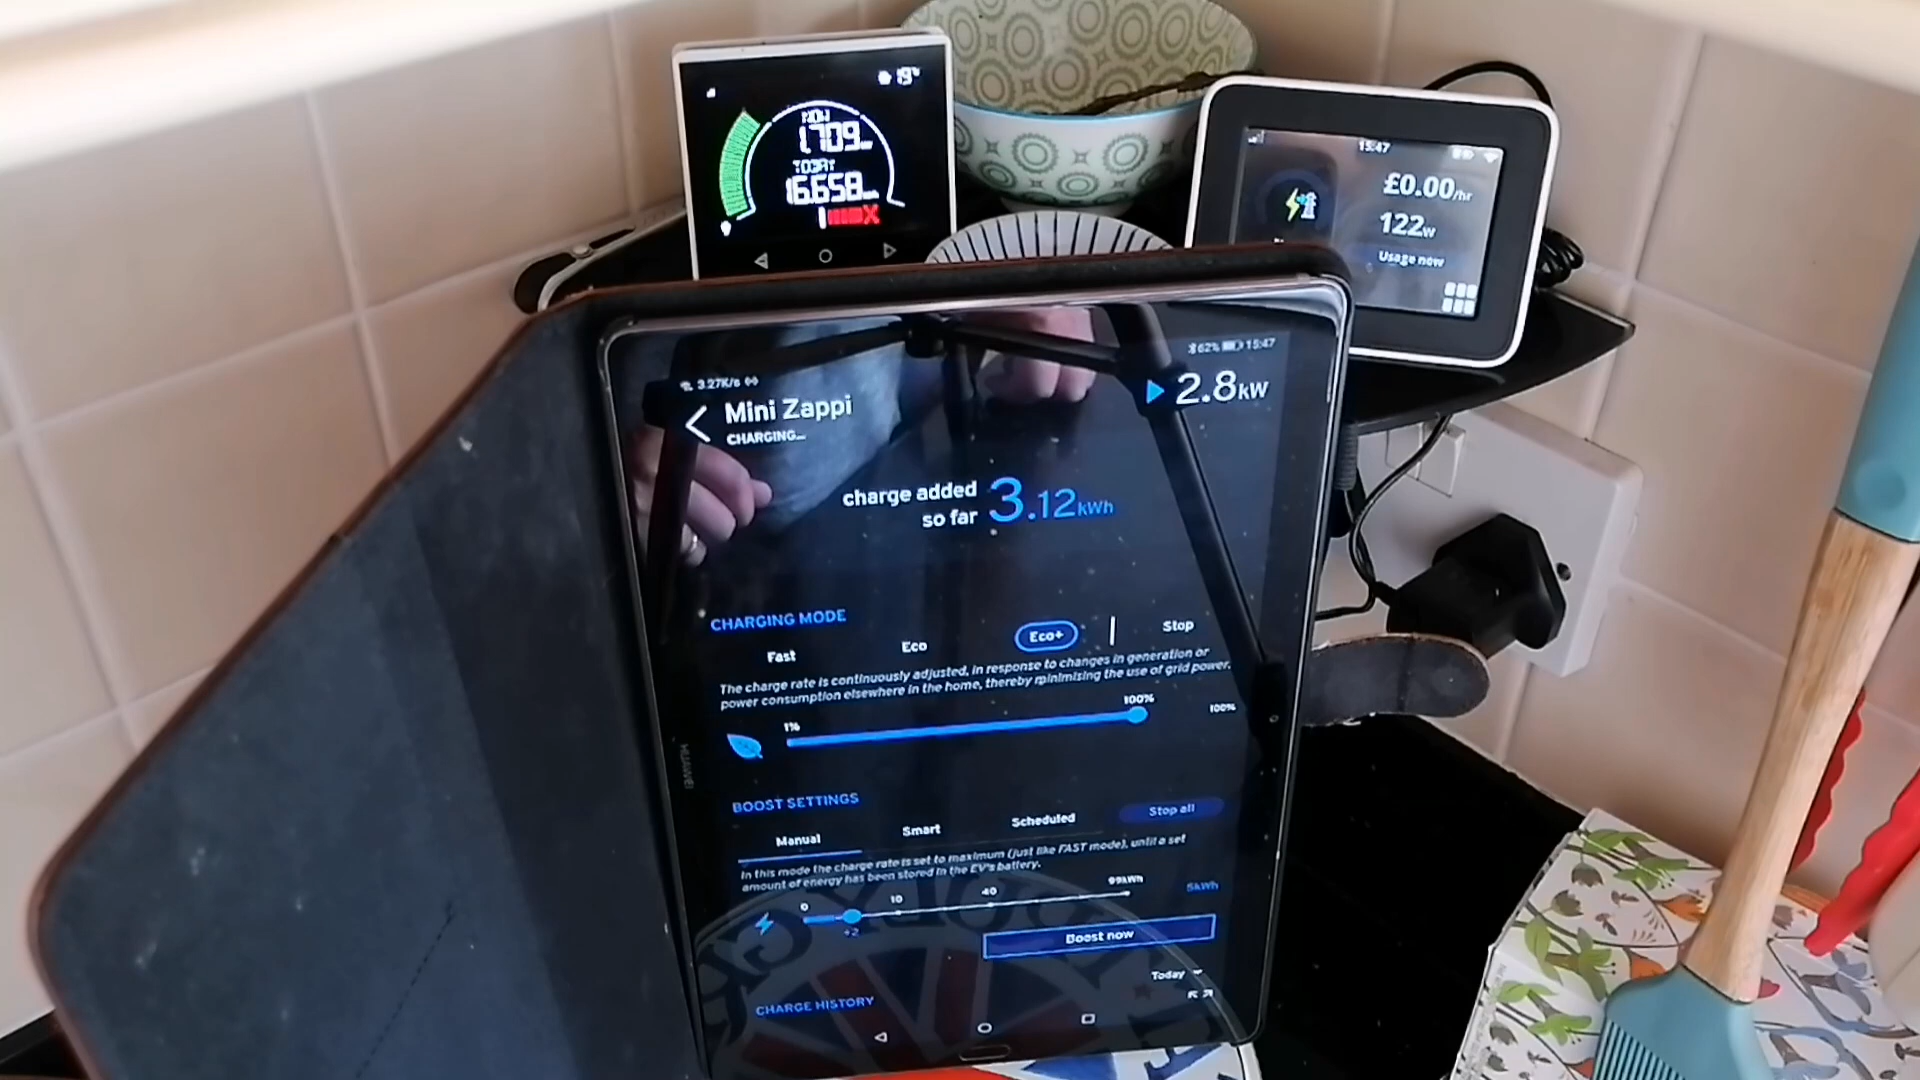 19°
NOW
1.709
TODAY
16.658
15:47
£0.00/hr
122w
Usage now
62% 15:47
3.27K/s
Mini Zappi
CHARGING...
2.8kW
charge added
so far
3.12kWh
CHARGING MODE
Fast Eco Eco+ Stop
The charge rate is continuously adjusted, in response to changes in generation or
power consumption elsewhere in the home, thereby minimising the use of grid power.
1% 100% 100%
BOOST SETTINGS
Manual Smart Scheduled Stop all
In this mode the charge rate is set to maximum (just like FAST mode), until a set
amount of energy has been stored in the EV's battery.
0 10 40 99kWh 5kWh
+2
Boost now
Today
CHARGE HISTORY
HUAWEI